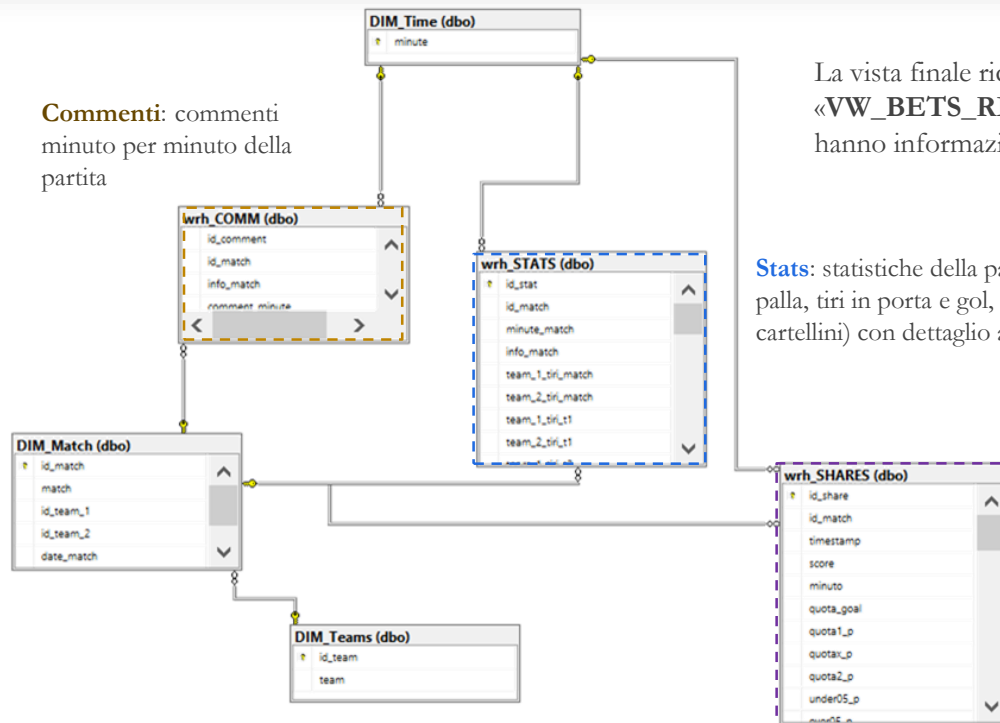 DIM_Time (dbo)
minute
La vista finale
«VW_BETS_
hanno
Commenti: commenti
minuto per minuto della
partita
wrh_COMM (dbo)
id_comment
id_match
info_match
comment_minute
wrh_STATS (dbo)
id_stat
id_match
minute_match
info_match
team_1_tiri_match
team_2_tiri_match
team_1_tiri_t1
team_2_tiri_t1
Stats: statistiche della
palla, tiri in porta e gol,
cartellini) con dettaglio
DIM_Match (dbo)
id_match
match
id_team_1
id_team_2
date_match
wrh_SHARES (dbo)
id_share
id_match
timestamp
score
minuto
quota_goal
quota1_p
quotax_p
quota2_p
under05_p
DIM_Teams (dbo)
id_team
team